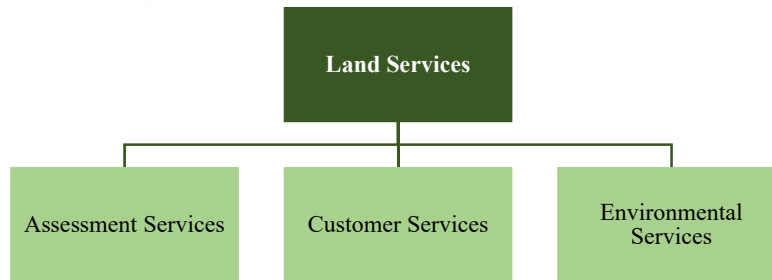 Land Services
Assessment Services
Customer Services
Environmental
Services